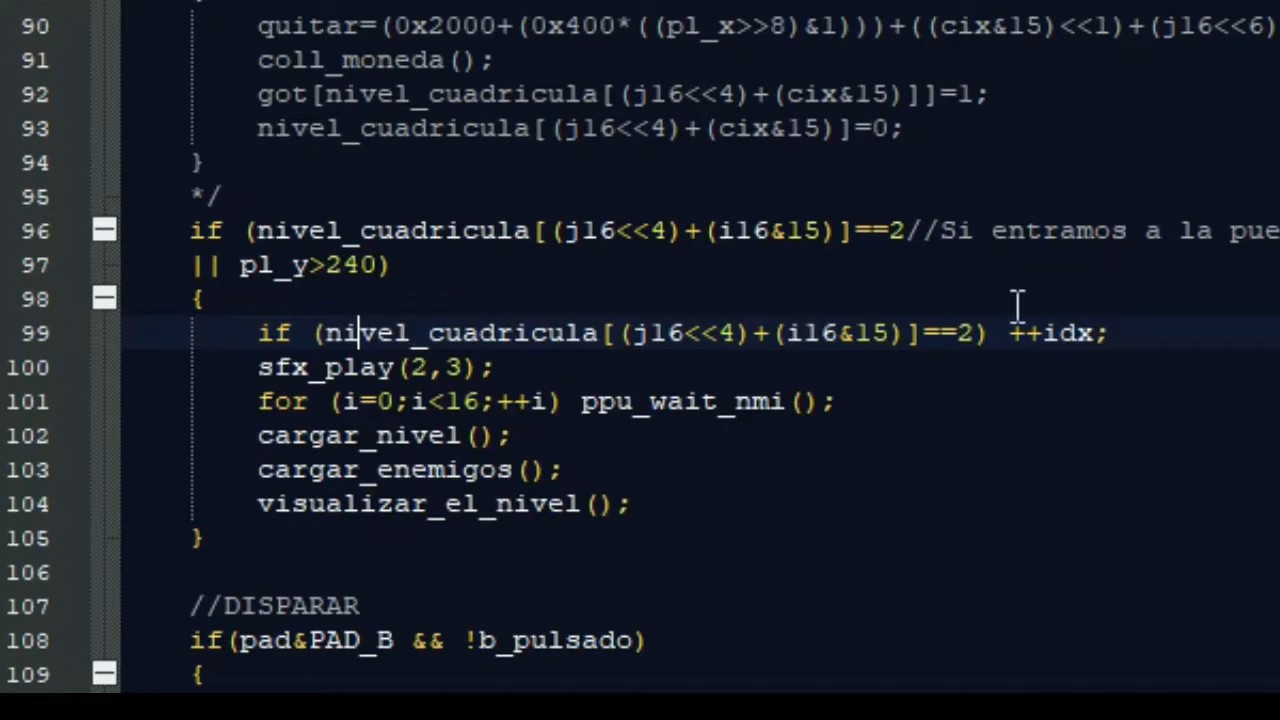 90 quitar=(0x2000+(0x400*((pl_x>>8)&1)))+((cix&15)<<1)+(j16<<6)
91 coll_moneda();
92 got[nivel_cuadricula[(j16<<4)+(cix&15)]]=1;
93 nivel_cuadricula[(j16<<4)+(cix&15)]=0;
94 }
95 */
96 if (nivel_cuadricula[(j16<<4)+(i16&15)]==2//Si entramos a la pue
97 || pl_y>240)
98 {
99 if (nivel_cuadricula[(j16<<4)+(i16&15)]==2) ++idx;
100 sfx_play(2,3);
101 for (i=0;i<16;++i) ppu_wait_nmi();
102 cargar_nivel();
103 cargar_enemigos();
104 visualizar_el_nivel();
105 }
106
107 //DISPARAR
108 if(pad&PAD_B && !b_pulsado)
109 {